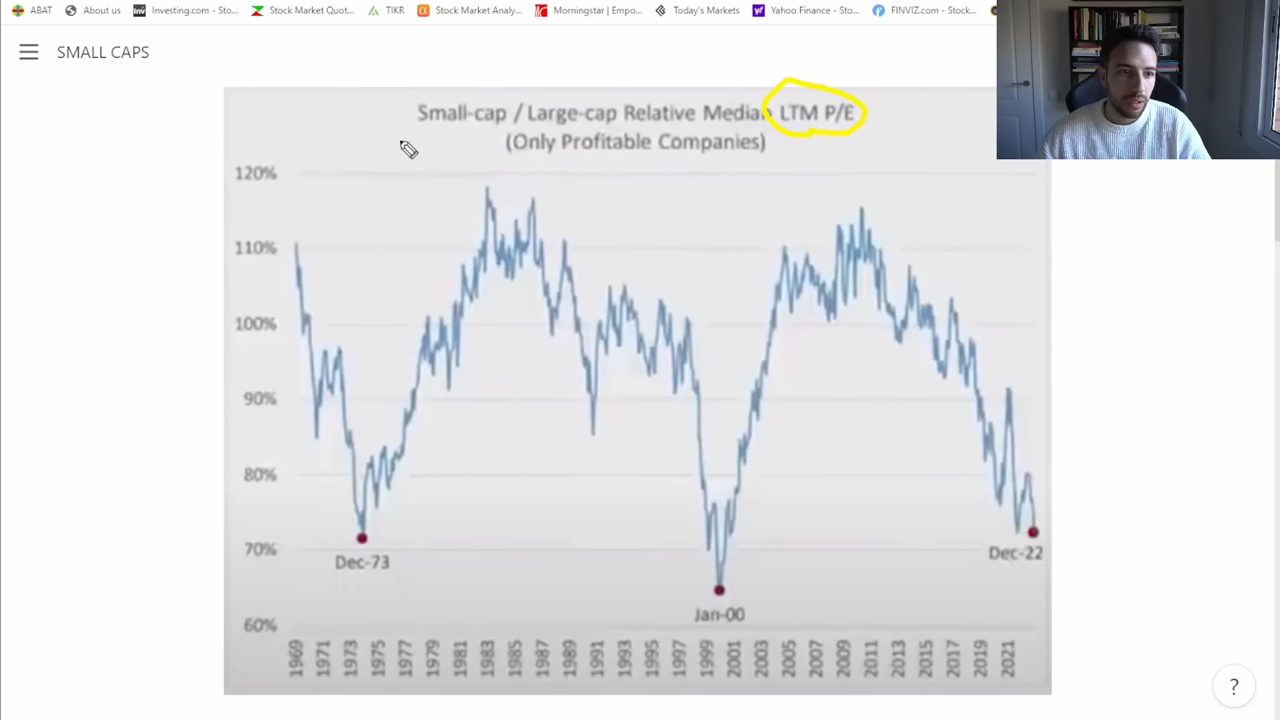 ABAT About us Investing.com - Sto... Stock Market Quot... TIKR Stock Market Analy... Morningstar | Empo... Today's Markets Yahoo Finance - Sto... FINVIZ.com - Stock...
SMALL CAPS
Small-cap / Large-cap Relative Median LTM P/E
(Only Profitable Companies)
120%
110%
100%
90%
80%
70%
60%
Dec-73
Jan-00
Dec-22
1969 1971 1973 1975 1977 1979 1981 1983 1985 1987 1989 1991 1993 1995 1997 1999 2001 2003 2005 2007 2009 2011 2013 2015 2017 2019 2021
?